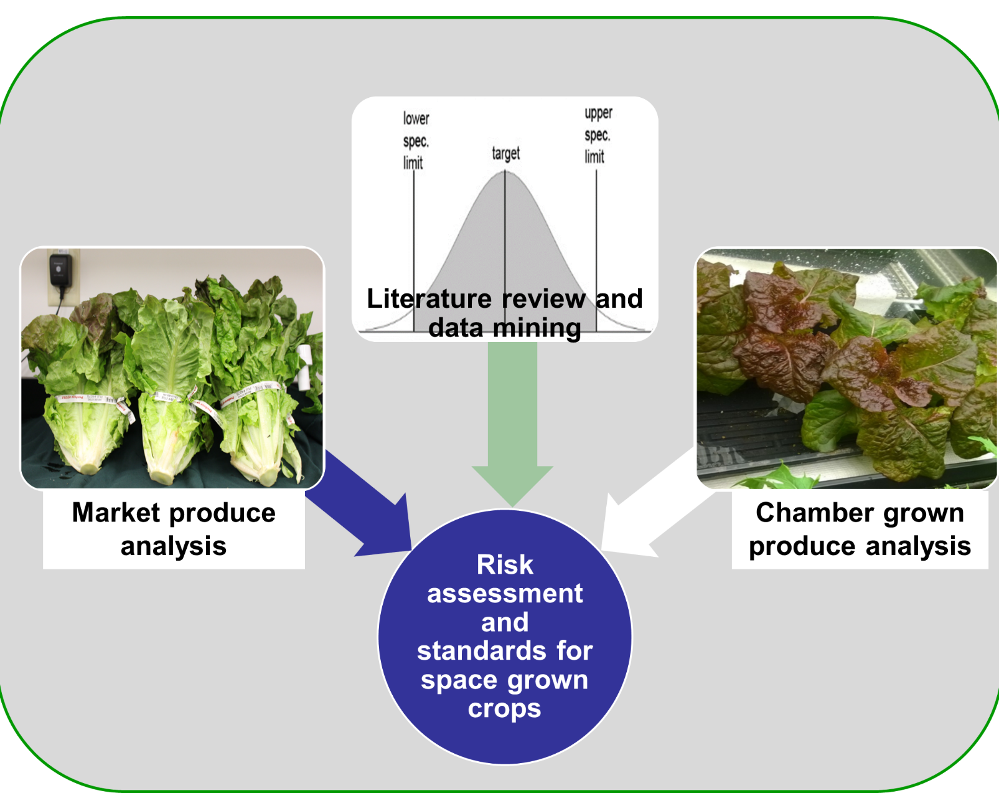 lower
spec.
limit
target
upper
spec.
limit
Literature review and
data mining
Market produce
analysis
Chamber grown
produce analysis
Risk
assessment
and
standards for
space grown
crops